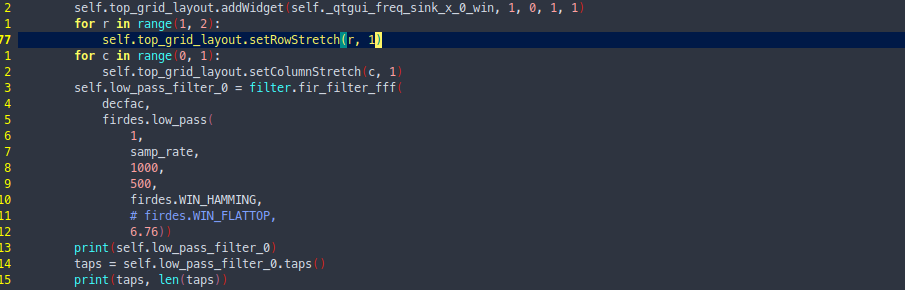 2 self.top_grid_layout.addWidget(self._qtgui_freq_sink_x_0_win, 1, 0, 1, 1)
1 for r in range(1, 2):
77 self.top_grid_layout.setRowStretch(r, 1)
1 for c in range(0, 1):
2 self.top_grid_layout.setColumnStretch(c, 1)
3 self.low_pass_filter_0 = filter.fir_filter_fff(
4 decfac,
5 firdes.low_pass(
6 1,
7 samp_rate,
8 1000,
9 500,
10 firdes.WIN_HAMMING,
11 # firdes.WIN_FLATTOP,
12 6.76))
13 print(self.low_pass_filter_0)
14 taps = self.low_pass_filter_0.taps()
15 print(taps, len(taps))